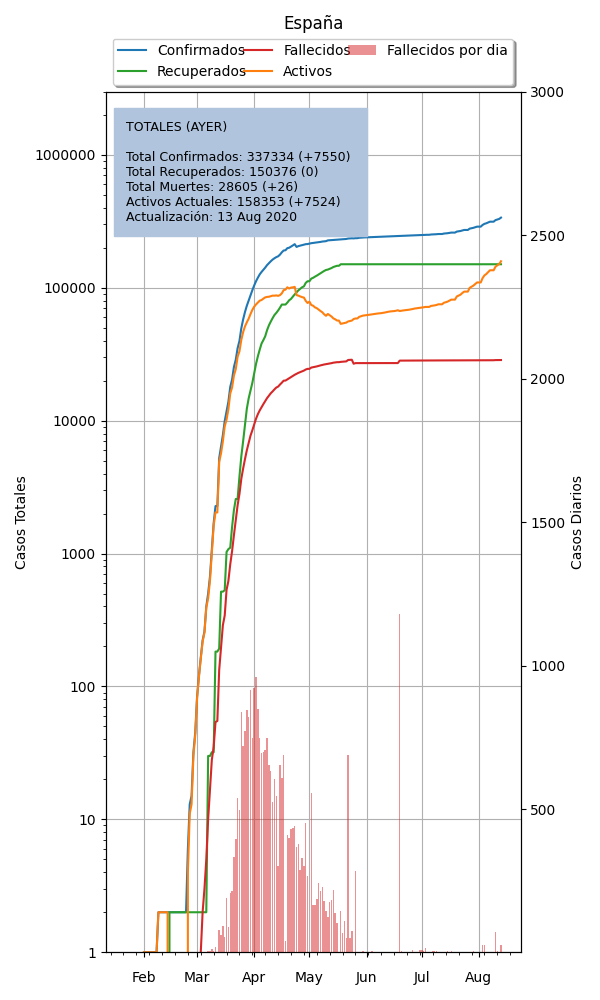 España
Confirmados
Fallecidos
Fallecidos por dia
Recuperados
Activos
TOTALES (AYER)
Total Confirmados: 337334 (+7550)
Total Recuperados: 150376 (0)
Total Muertes: 28605 (+26)
Activos Actuales: 158353 (+7524)
Actualización: 13 Aug 2020
Casos Totales
1000000
100000
10000
1000
100
10
1
Casos Diarios
3000
2500
2000
1500
1000
500
Feb Mar Apr May Jun Jul Aug